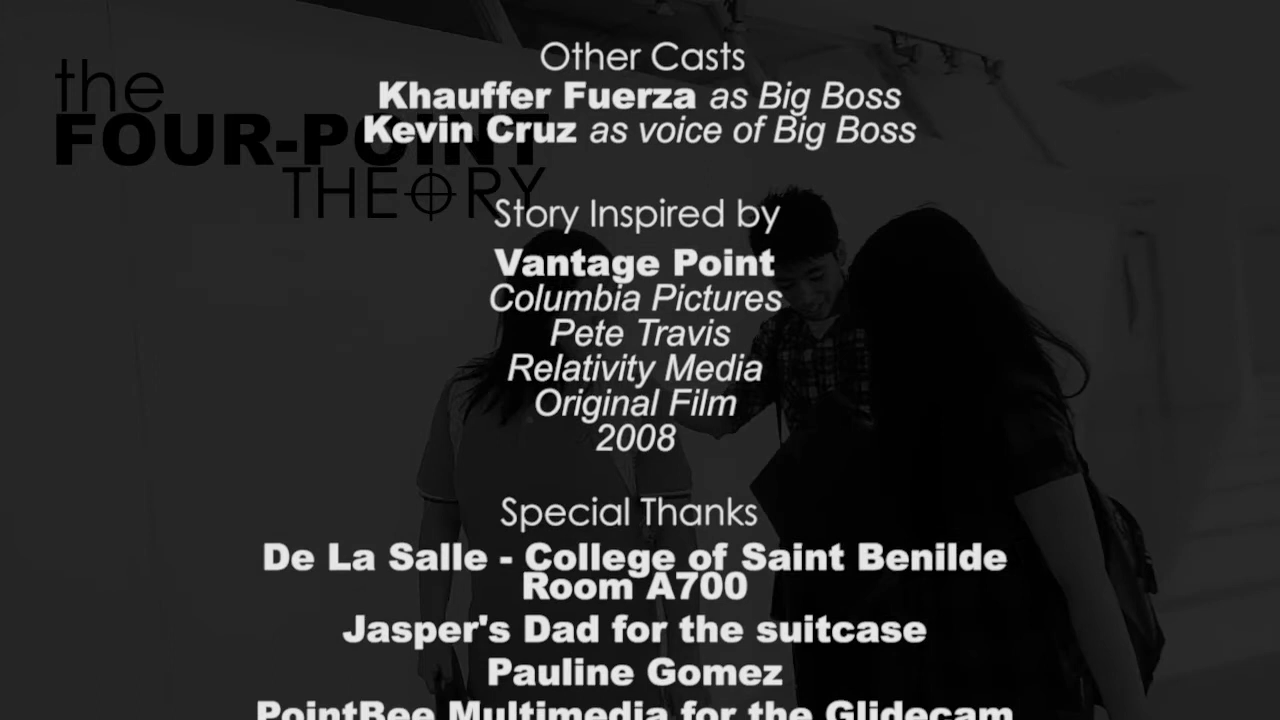 the
FOUR-POINT
THEORY
Other Casts
Khauffer Fuerza as Big Boss
Kevin Cruz as voice of Big Boss
Story Inspired by
Vantage Point
Columbia Pictures
Pete Travis
Relativity Media
Original Film
2008
Special Thanks
De La Salle - College of Saint Benilde
Room A700
Jasper's Dad for the suitcase
Pauline Gomez
PointBee Multimedia for the Glidecam